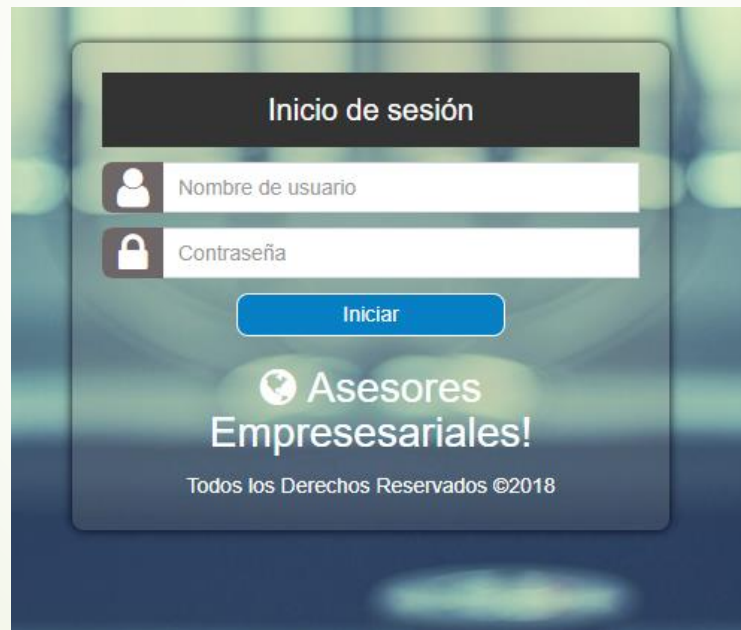 Inicio de sesión
Nombre de usuario
Contraseña
Iniciar
Asesores
Empresesariales!
Todos los Derechos Reservados ©2018